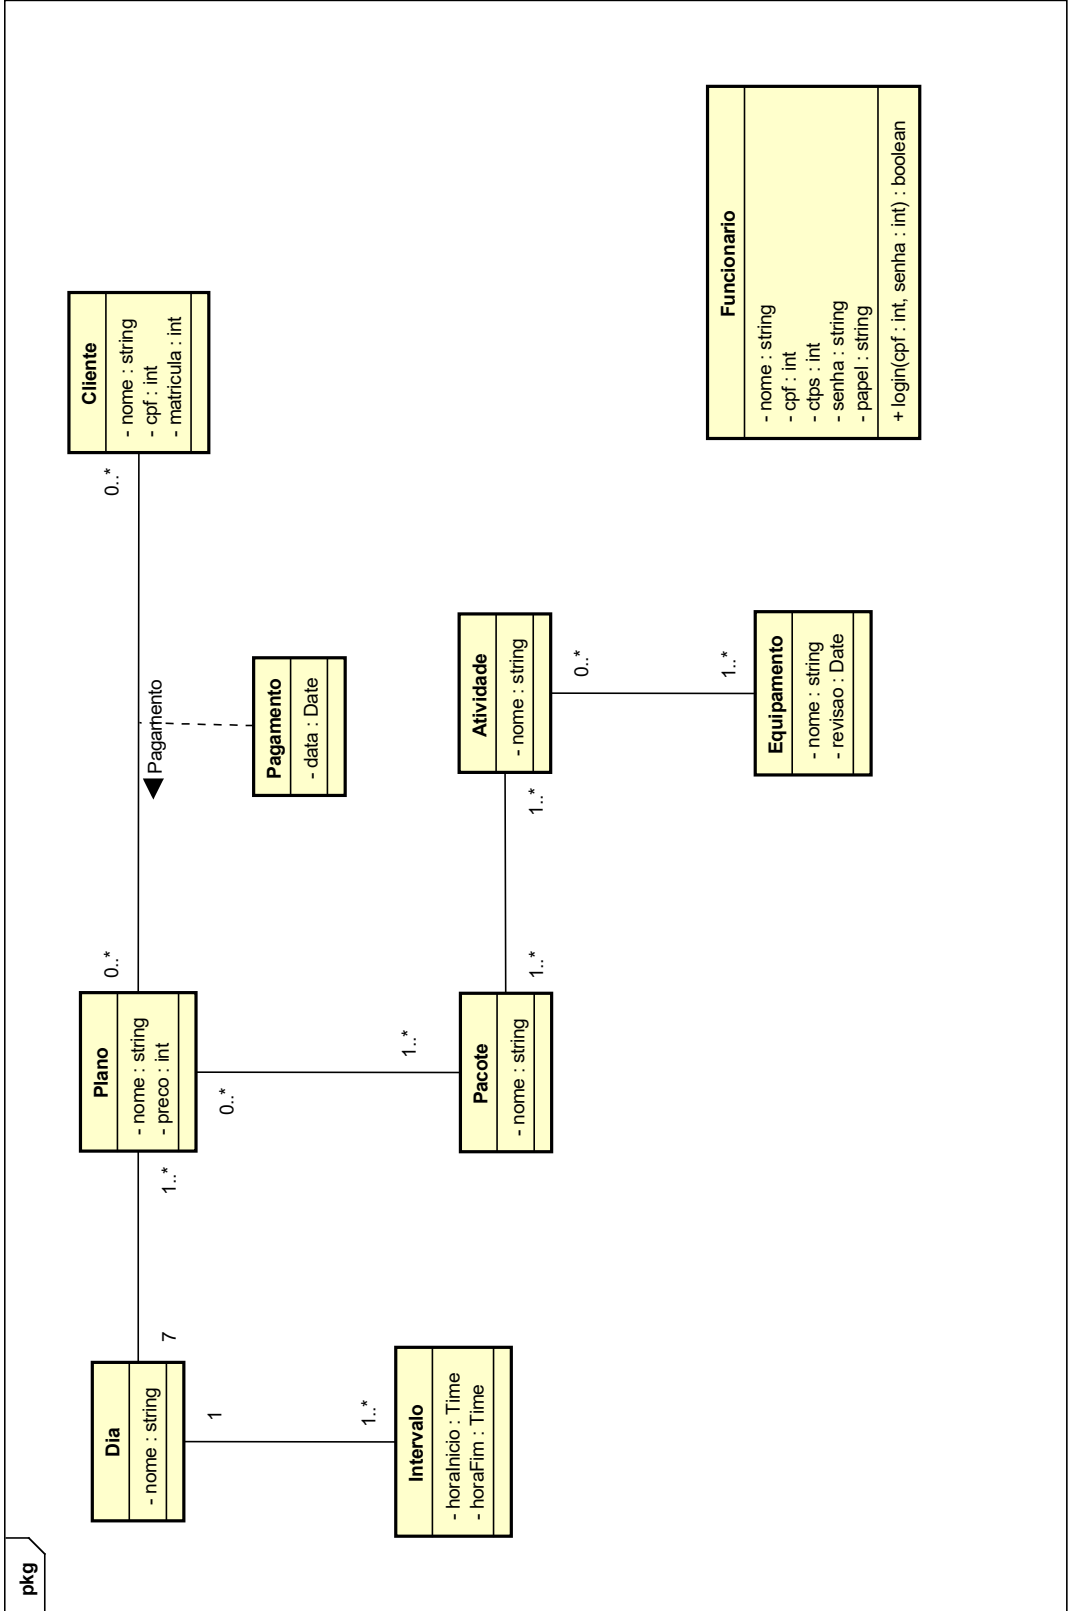 pkg
Dia
- nome : string
7
1..*
1
1..*
Intervalo
- horaInicio : Time
- horaFim : Time
Plano
- nome : string
- preco : int
0..*
0..*
Pagamento
0..*
1..*
Pacote
- nome : string
1..*
1..*
Pagamento
- data : Date
Cliente
- nome : string
- cpf : int
- matricula : int
Atividade
- nome : string
0..*
1..*
Equipamento
- nome : string
- revisao : Date
Funcionario
- nome : string
- cpf : int
- ctps : int
- senha : string
- papel : string
+ login(cpf : int, senha : int) : boolean